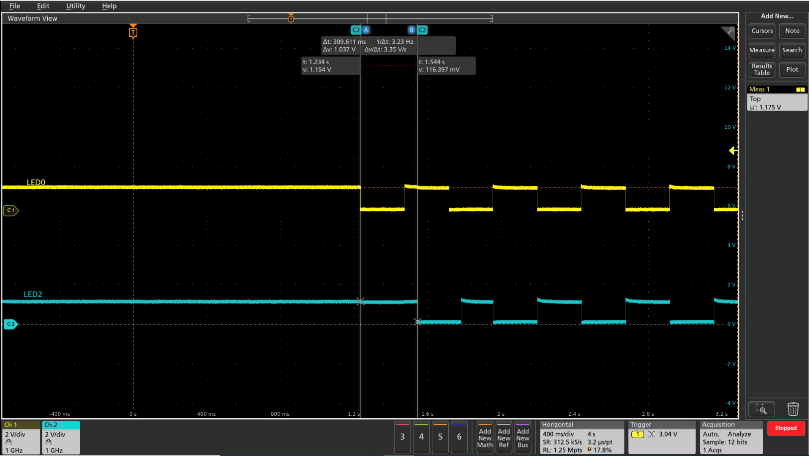 File Edit Utility Help
Waveform View
Add New...
Cursors Note
Measure Search
Results Table Plot
Meas 1
Top
µ': 1.175 V
Δt: 309.611 ms 1/Δt: 3.23 Hz
Δv: 1.037 V Δv/Δt: 3.35 V/s
t: 1.234 s
v: 1.154 V
t: 1.544 s
v: 116.397 mV
A
B
T
14 V
12 V
10 V
8 V
6 V
4 V
2 V
0 V
-2 V
-4 V
LED0
C1
LED2
C2
-400 ms 0 s 400 ms 800 ms 1.2 s 1.6 s 2 s 2.4 s 2.8 s 3.2 s
Ch 1
2 V/div
1 GHz
Ch 2
2 V/div
1 GHz
3 4 5 6
Add New Math
Add New Ref
Add New Bus
Horizontal
400 ms/div 4 s
SR: 312.5 kS/s 3.2 µs/pt
RL: 1.25 Mpts 17.8%
Trigger
1 3.04 V
Acquisition
Auto, Analyze
Sample: 12 bits
1 Acqs
Stopped